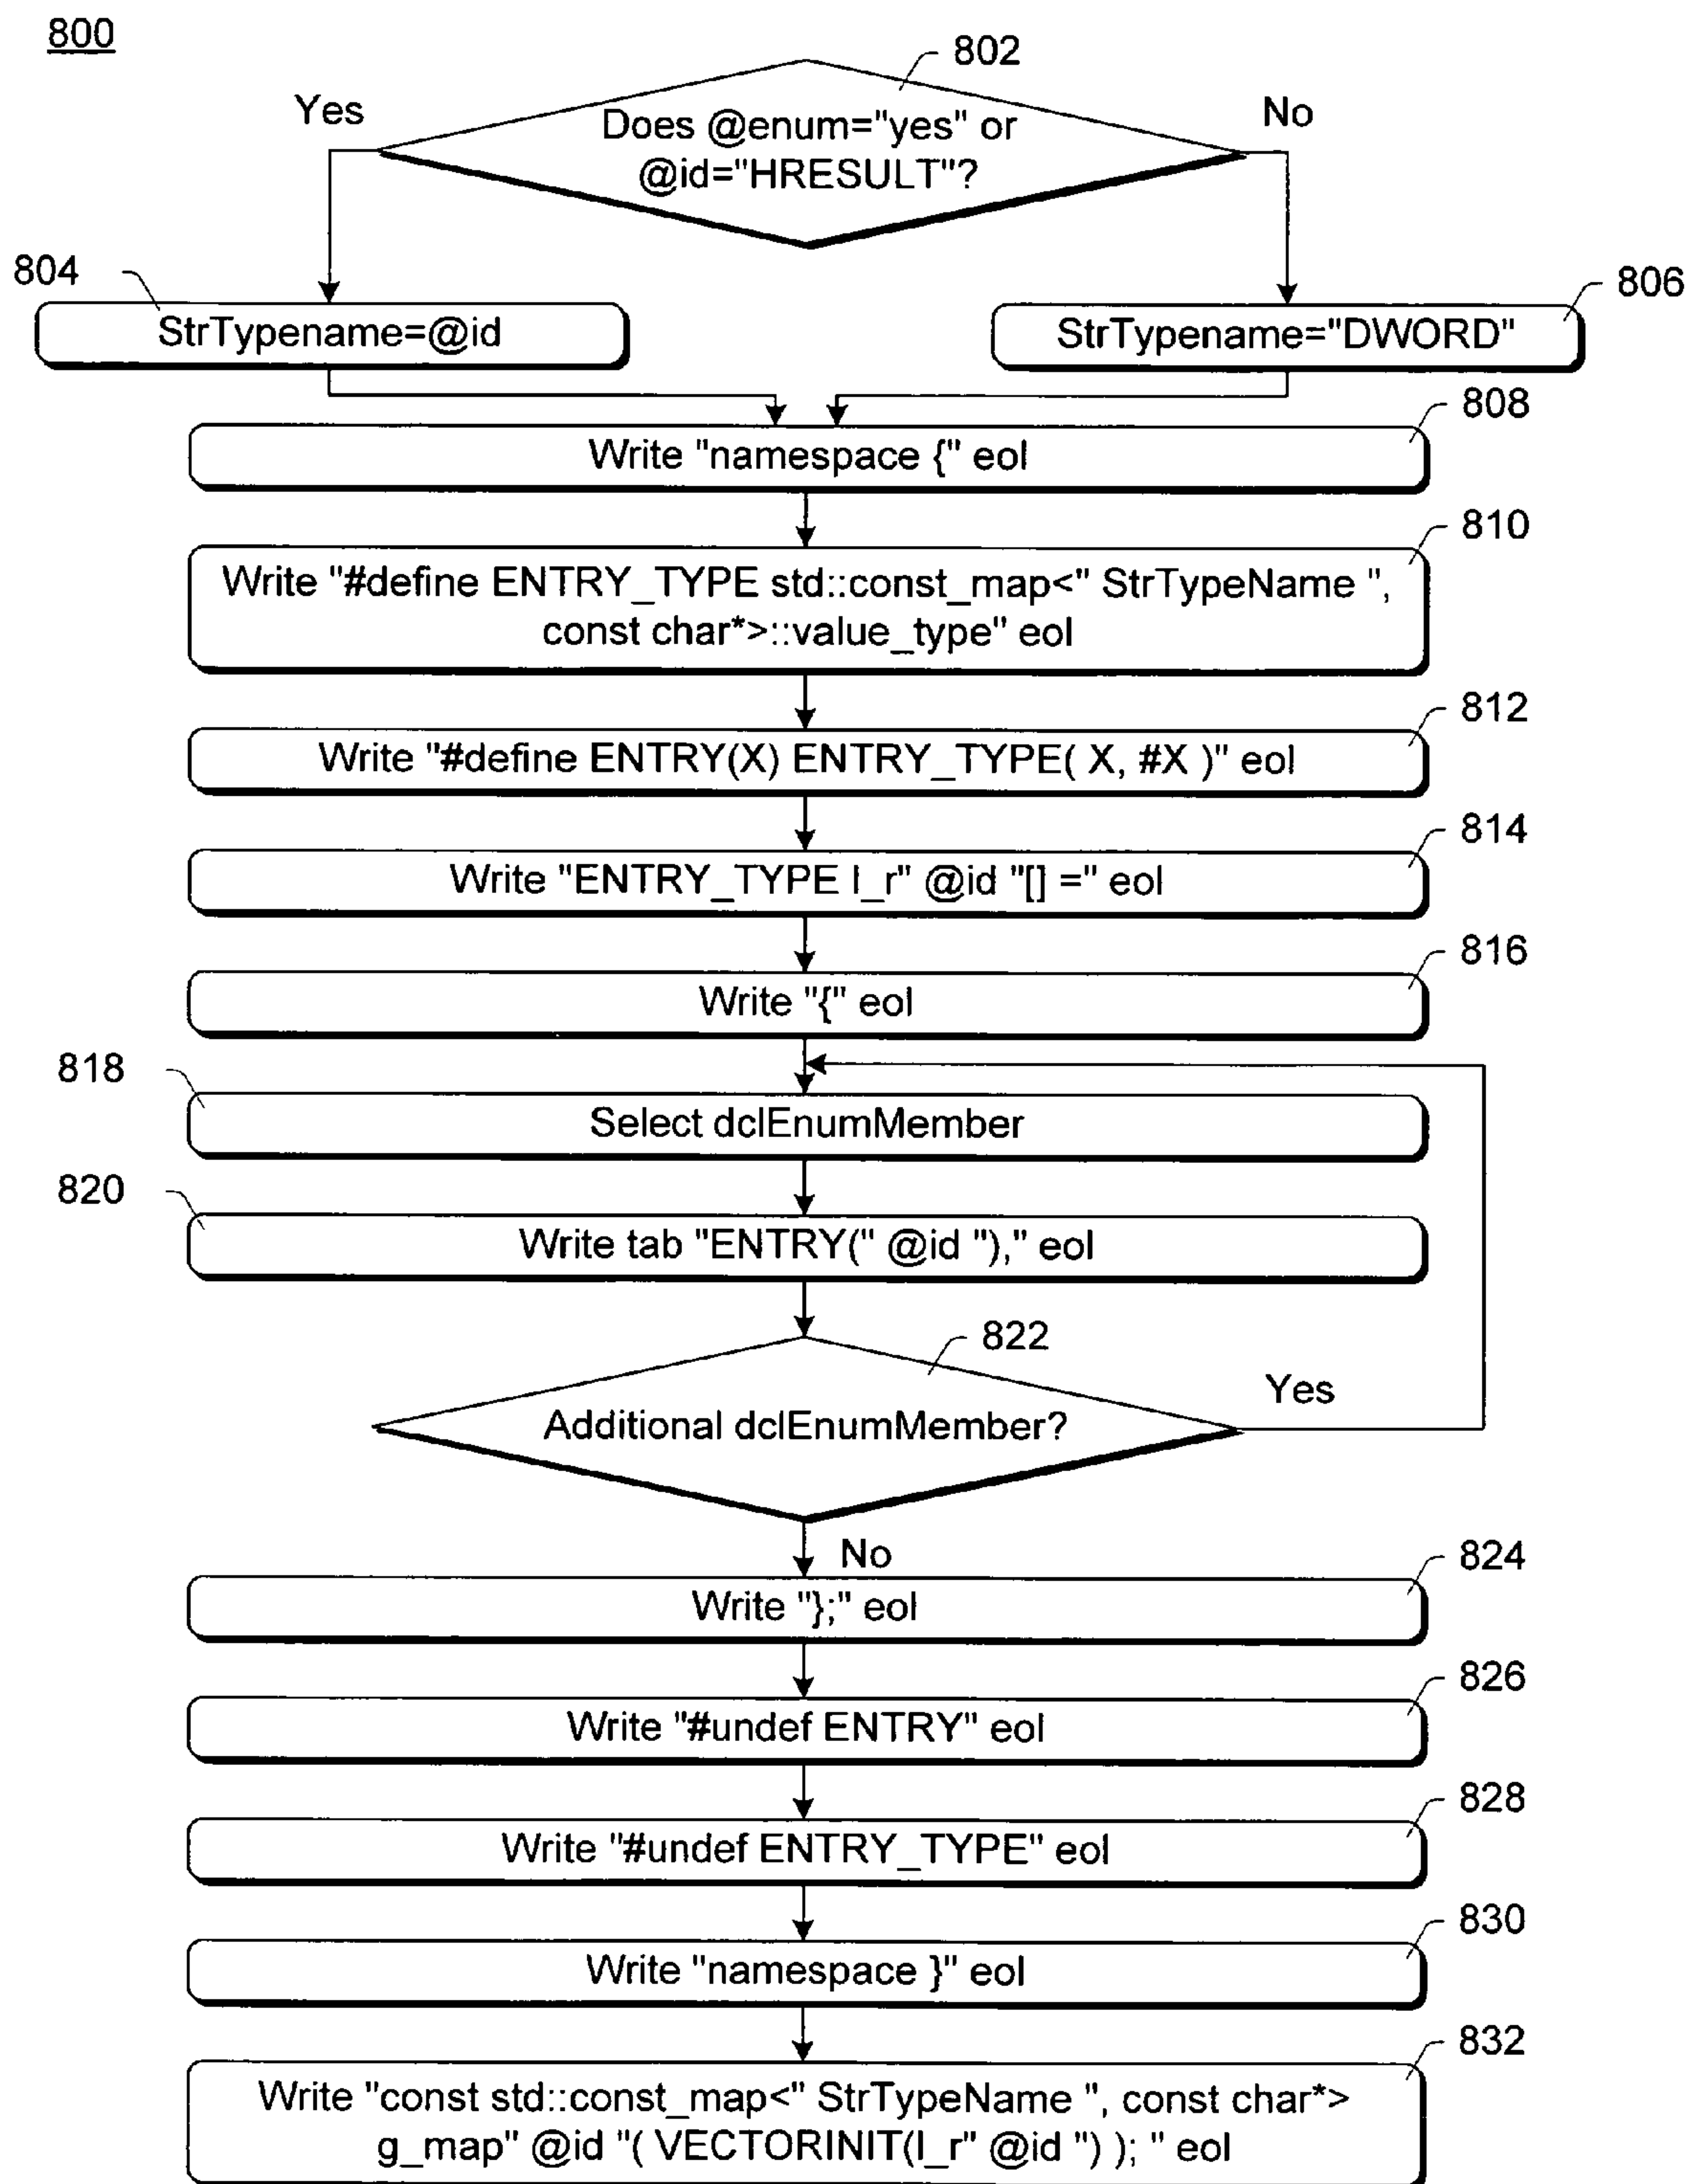 800
802
Yes
No
Does @enum="yes" or
@id="HRESULT"?
804
806
StrTypename=@id
StrTypename="DWORD"
808
Write "namespace {" eol
810
Write "#define ENTRY_TYPE std::const_map<" StrTypeName ",
const char*>::value_type" eol
812
Write "#define ENTRY(X) ENTRY_TYPE( X, #X )" eol
814
Write "ENTRY_TYPE l_r" @id "[] =" eol
816
Write "{" eol
818
Select dclEnumMember
820
Write tab "ENTRY(" @id ")," eol
822
Yes
Additional dclEnumMember?
No
824
Write "};" eol
826
Write "#undef ENTRY" eol
828
Write "#undef ENTRY_TYPE" eol
830
Write "namespace }" eol
832
Write "const std::const_map<" StrTypeName ", const char*>
g_map" @id "( VECTORINIT(l_r" @id ") ); " eol